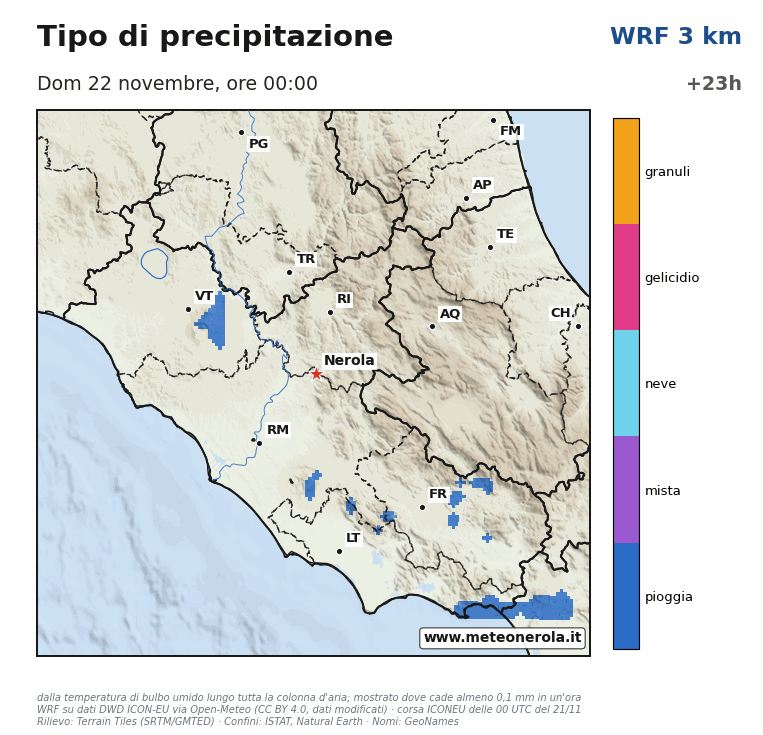 Tipo di precipitazione
WRF 3 km
Dom 22 novembre, ore 00:00
+23h
FM
PG
AP
TE
TR
VT
RI
AQ
CH
Nerola
RM
FR
LT
www.meteonerola.it
granuli
gelicidio
neve
mista
pioggia
dalla temperatura di bulbo umido lungo tutta la colonna d'aria; mostrato dove cade almeno 0,1 mm in un'ora
WRF su dati DWD ICON-EU via Open-Meteo (CC BY 4.0, dati modificati) · corsa ICONEU delle 00 UTC del 21/11
Rilievo: Terrain Tiles (SRTM/GMTED) · Confini: ISTAT, Natural Earth · Nomi: GeoNames